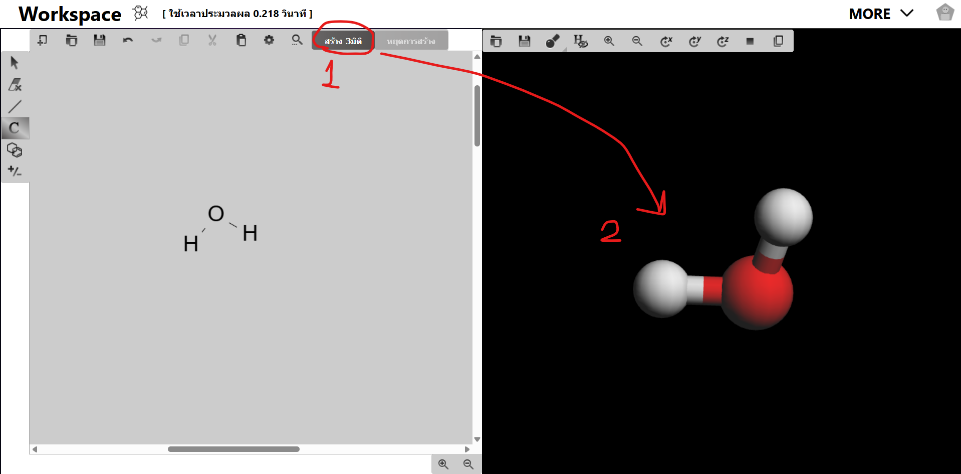 Workspace [ ใช้เวลาประมวลผล 0.218 วินาที ] MORE
สร้าง 3มิติ หยุดการสร้าง
1
C
+/-
O
H H
2
H
x y z